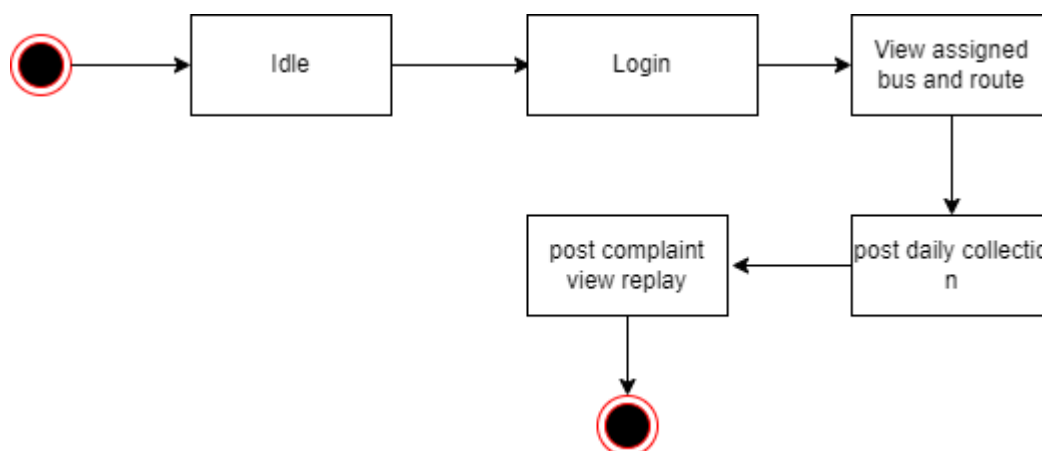 Idle
Login
View assigned
bus and route
post complaint
view replay
post daily collectio
n